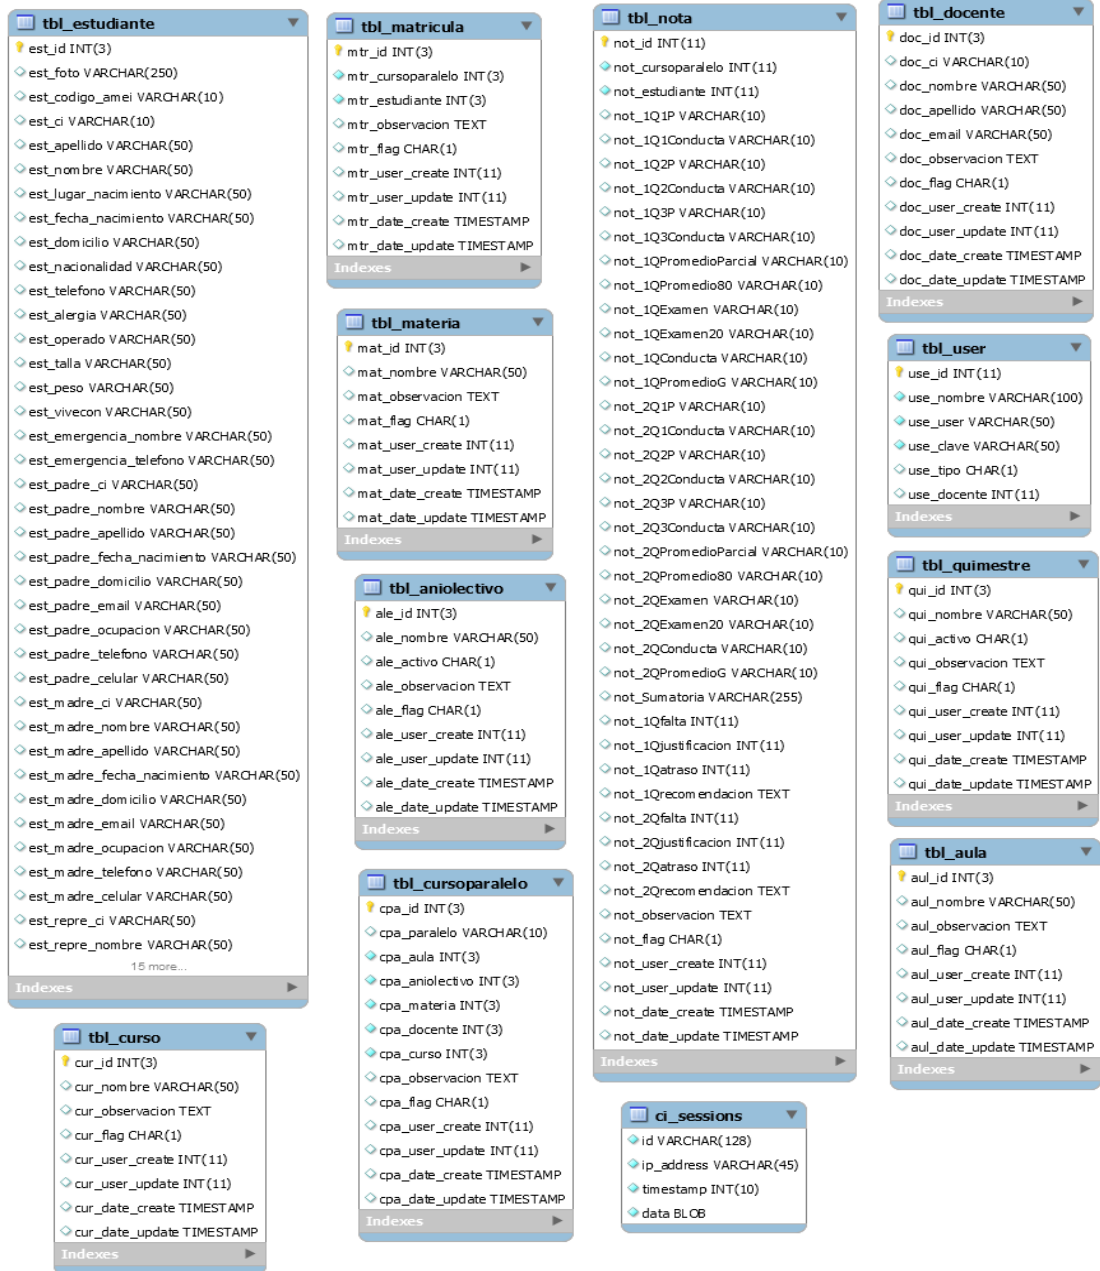 tbl_estudiante
est_id INT(3)
est_foto VARCHAR(250)
est_codigo_amei VARCHAR(10)
est_ci VARCHAR(10)
est_apellido VARCHAR(50)
est_nombre VARCHAR(50)
est_lugar_nacimiento VARCHAR(50)
est_fecha_nacimiento VARCHAR(50)
est_domicilio VARCHAR(50)
est_nacionalidad VARCHAR(50)
est_telefono VARCHAR(50)
est_alergia VARCHAR(50)
est_operado VARCHAR(50)
est_talla VARCHAR(50)
est_peso VARCHAR(50)
est_vivecon VARCHAR(50)
est_emergencia_nombre VARCHAR(50)
est_emergencia_telefono VARCHAR(50)
est_padre_ci VARCHAR(50)
est_padre_nombre VARCHAR(50)
est_padre_apellido VARCHAR(50)
est_padre_fecha_nacimiento VARCHAR(50)
est_padre_domicilio VARCHAR(50)
est_padre_email VARCHAR(50)
est_padre_ocupacion VARCHAR(50)
est_padre_telefono VARCHAR(50)
est_padre_celular VARCHAR(50)
est_madre_ci VARCHAR(50)
est_madre_nombre VARCHAR(50)
est_madre_apellido VARCHAR(50)
est_madre_fecha_nacimiento VARCHAR(50)
est_madre_domicilio VARCHAR(50)
est_madre_email VARCHAR(50)
est_madre_ocupacion VARCHAR(50)
est_madre_telefono VARCHAR(50)
est_madre_celular VARCHAR(50)
est_repre_ci VARCHAR(50)
est_repre_nombre VARCHAR(50)
15 more...
Indexes
tbl_curso
cur_id INT(3)
cur_nombre VARCHAR(50)
cur_observacion TEXT
cur_flag CHAR(1)
cur_user_create INT(11)
cur_user_update INT(11)
cur_date_create TIMESTAMP
cur_date_update TIMESTAMP
Indexes
tbl_matricula
mtr_id INT(3)
mtr_cursoparalelo INT(3)
mtr_estudiante INT(3)
mtr_observacion TEXT
mtr_flag CHAR(1)
mtr_user_create INT(11)
mtr_user_update INT(11)
mtr_date_create TIMESTAMP
mtr_date_update TIMESTAMP
Indexes
tbl_materia
mat_id INT(3)
mat_nombre VARCHAR(50)
mat_observacion TEXT
mat_flag CHAR(1)
mat_user_create INT(11)
mat_user_update INT(11)
mat_date_create TIMESTAMP
mat_date_update TIMESTAMP
Indexes
tbl_aniolectivo
ale_id INT(3)
ale_nombre VARCHAR(50)
ale_activo CHAR(1)
ale_observacion TEXT
ale_flag CHAR(1)
ale_user_create INT(11)
ale_user_update INT(11)
ale_date_create TIMESTAMP
ale_date_update TIMESTAMP
Indexes
tbl_cursoparalelo
cpa_id INT(3)
cpa_paralelo VARCHAR(10)
cpa_aula INT(3)
cpa_aniolectivo INT(3)
cpa_materia INT(3)
cpa_docente INT(3)
cpa_curso INT(3)
cpa_observacion TEXT
cpa_flag CHAR(1)
cpa_user_create INT(11)
cpa_user_update INT(11)
cpa_date_create TIMESTAMP
cpa_date_update TIMESTAMP
Indexes
tbl_nota
not_id INT(11)
not_cursoparalelo INT(11)
not_estudiante INT(11)
not_1Q1P VARCHAR(10)
not_1Q1Conducta VARCHAR(10)
not_1Q2P VARCHAR(10)
not_1Q2Conducta VARCHAR(10)
not_1Q3P VARCHAR(10)
not_1Q3Conducta VARCHAR(10)
not_1QPromedioParcial VARCHAR(10)
not_1QPromedio80 VARCHAR(10)
not_1QExamen VARCHAR(10)
not_1QExamen20 VARCHAR(10)
not_1QConducta VARCHAR(10)
not_1QPromedioG VARCHAR(10)
not_2Q1P VARCHAR(10)
not_2Q1Conducta VARCHAR(10)
not_2Q2P VARCHAR(10)
not_2Q2Conducta VARCHAR(10)
not_2Q3P VARCHAR(10)
not_2Q3Conducta VARCHAR(10)
not_2QPromedioParcial VARCHAR(10)
not_2QPromedio80 VARCHAR(10)
not_2QExamen VARCHAR(10)
not_2QExamen20 VARCHAR(10)
not_2QConducta VARCHAR(10)
not_2QPromedioG VARCHAR(10)
not_Sumatoria VARCHAR(255)
not_1Qfalta INT(11)
not_1Qjustificacion INT(11)
not_1Qatraso INT(11)
not_1Qrecomendacion TEXT
not_2Qfalta INT(11)
not_2Qjustificacion INT(11)
not_2Qatraso INT(11)
not_2Qrecomendacion TEXT
not_observacion TEXT
not_flag CHAR(1)
not_user_create INT(11)
not_user_update INT(11)
not_date_create TIMESTAMP
not_date_update TIMESTAMP
Indexes
ci_sessions
id VARCHAR(128)
ip_address VARCHAR(45)
timestamp INT(10)
data BLOB
tbl_docente
doc_id INT(3)
doc_ci VARCHAR(10)
doc_nombre VARCHAR(50)
doc_apellido VARCHAR(50)
doc_email VARCHAR(50)
doc_observacion TEXT
doc_flag CHAR(1)
doc_user_create INT(11)
doc_user_update INT(11)
doc_date_create TIMESTAMP
doc_date_update TIMESTAMP
Indexes
tbl_user
use_id INT(11)
use_nombre VARCHAR(100)
use_user VARCHAR(50)
use_clave VARCHAR(50)
use_tipo CHAR(1)
use_docente INT(11)
Indexes
tbl_quimestre
qui_id INT(3)
qui_nombre VARCHAR(50)
qui_activo CHAR(1)
qui_observacion TEXT
qui_flag CHAR(1)
qui_user_create INT(11)
qui_user_update INT(11)
qui_date_create TIMESTAMP
qui_date_update TIMESTAMP
Indexes
tbl_aula
aul_id INT(3)
aul_nombre VARCHAR(50)
aul_observacion TEXT
aul_flag CHAR(1)
aul_user_create INT(11)
aul_user_update INT(11)
aul_date_create TIMESTAMP
aul_date_update TIMESTAMP
Indexes